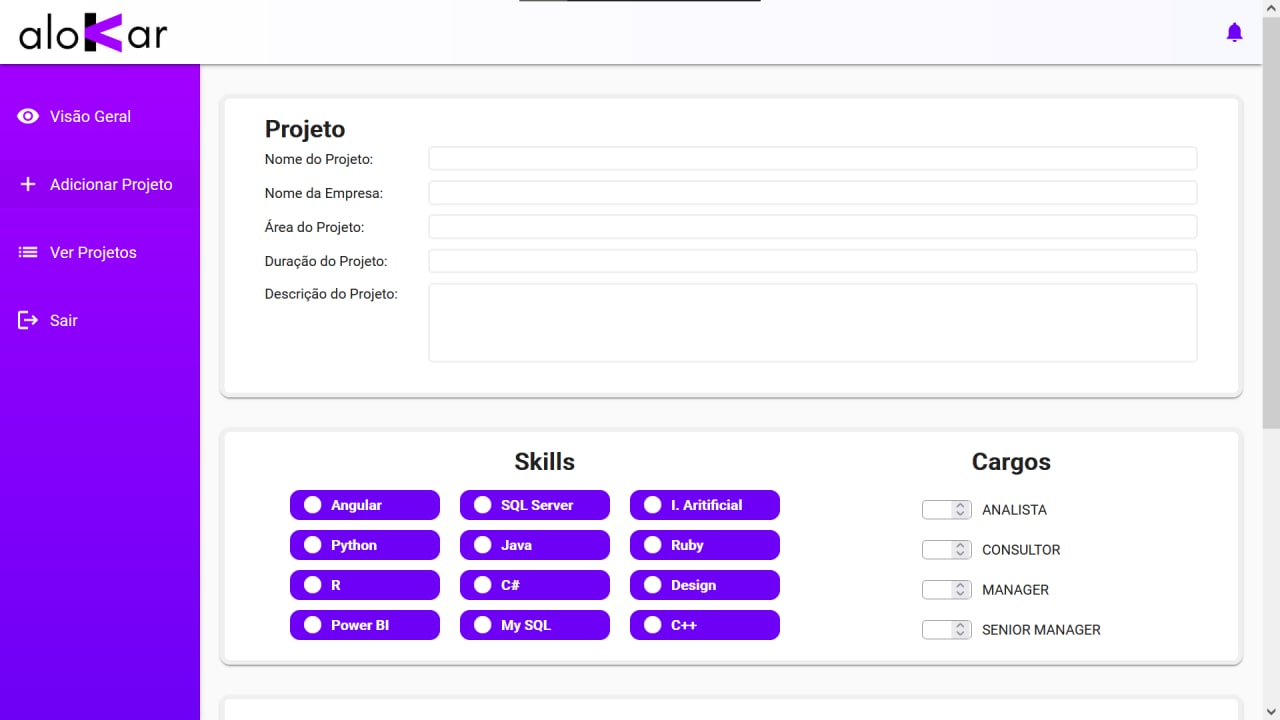 aloKar
Visão Geral
Adicionar Projeto
Ver Projetos
Sair
Projeto
Nome do Projeto:
Nome da Empresa:
Área do Projeto:
Duração do Projeto:
Descrição do Projeto:
Skills
Angular
SQL Server
I. Aritificial
Python
Java
Ruby
R
C#
Design
Power BI
My SQL
C++
Cargos
ANALISTA
CONSULTOR
MANAGER
SENIOR MANAGER